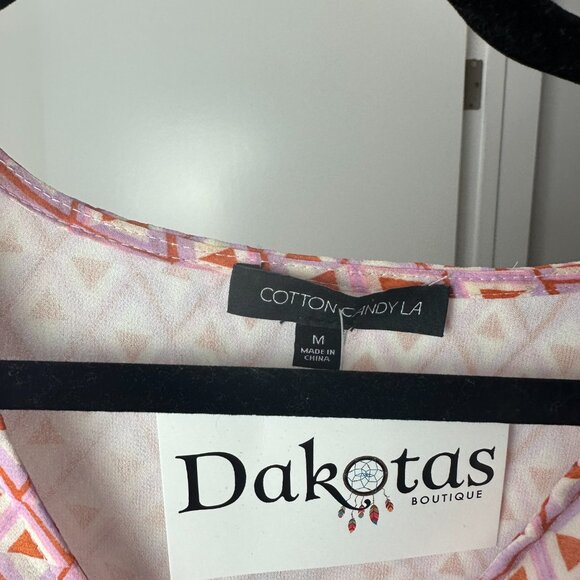 COTTON CANDY LA
M
MADE IN
CHINA
Dakotas
BOUTIQUE